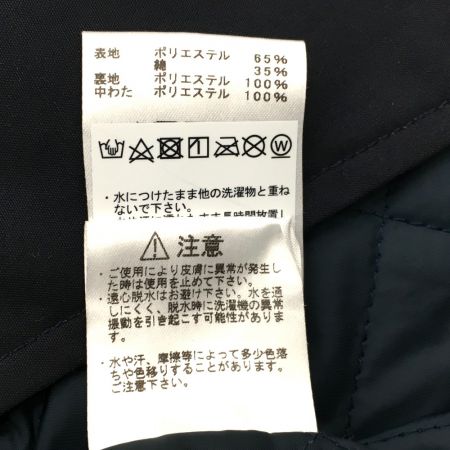 表地 ポリエステル 65%
綿 35%
裏地 ポリエステル 100%
中わた ポリエステル 100%
・水につけたまま他の洗濯物と重ね
ないで下さい。
長時間放置し
注意
・ご使用により皮膚に異常が発生し
た時は使用を止めて下さい。
・遠心脱水はお避け下さい。水を通
しにくく、脱水時に洗濯機の異常
振動を引き起こす可能性がありま
す。
・水や汗、摩擦等によって多少色落
ちや色移りすることがあります。
ご注意ください。